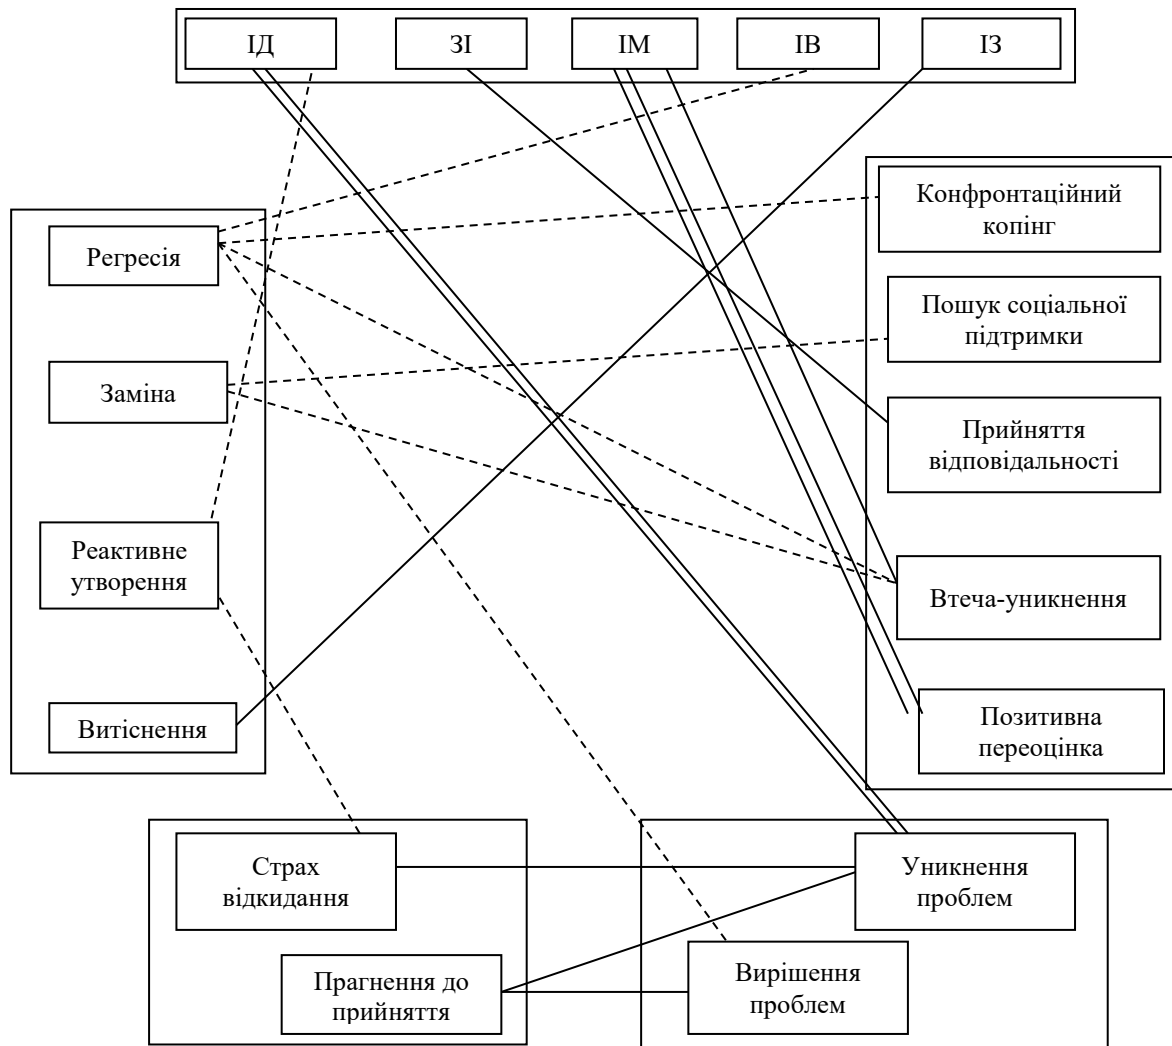 ІД
ЗІ
ІМ
ІВ
ІЗ
Регресія
Заміна
Реактивне
утворення
Витіснення
Конфронтаційний
копінг
Пошук соціальної
підтримки
Прийняття
відповідальності
Втеча-уникнення
Позитивна
переоцінка
Страх
відкидання
Прагнення до
прийняття
Уникнення
проблем
Вирішення
проблем